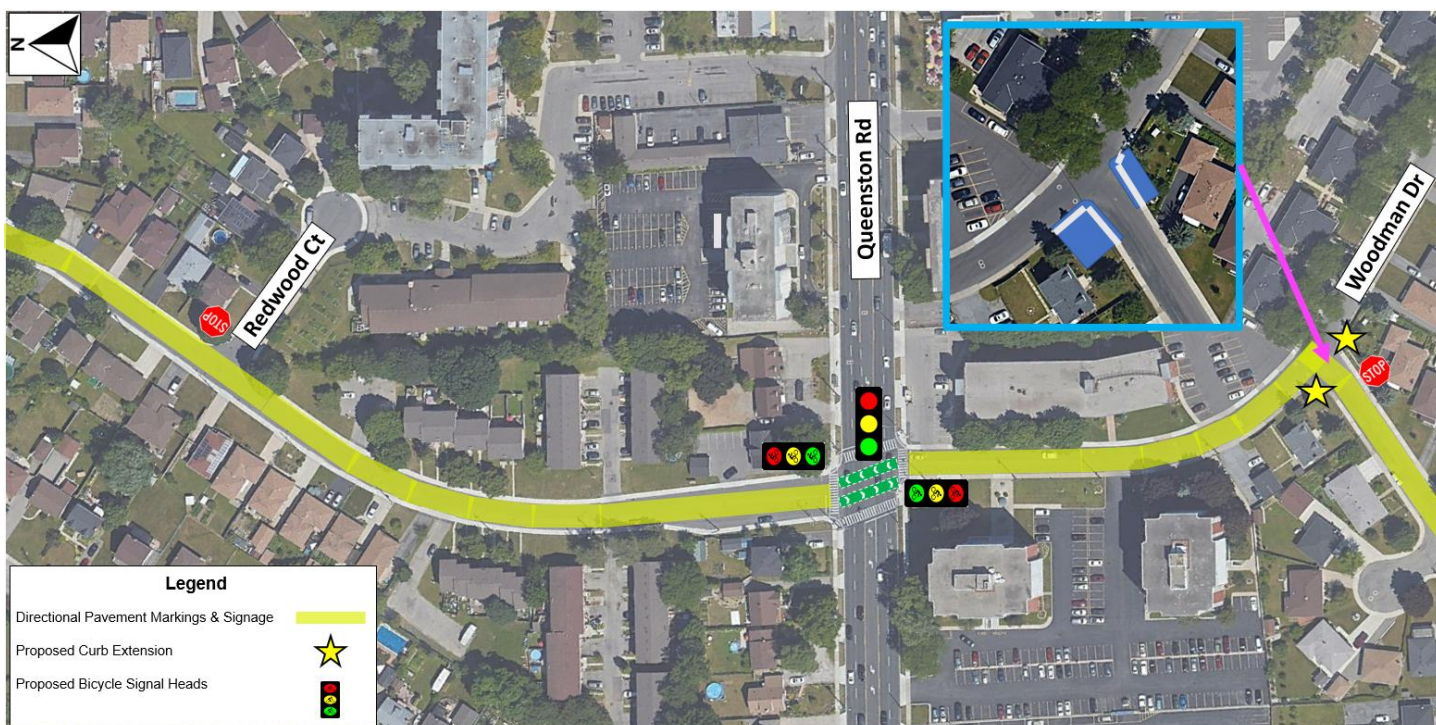 N
Queenston Rd
Woodman Dr
Redwood Ct
STOP
STOP
Legend
Directional Pavement Markings & Signage
Proposed Curb Extension
Proposed Bicycle Signal Heads